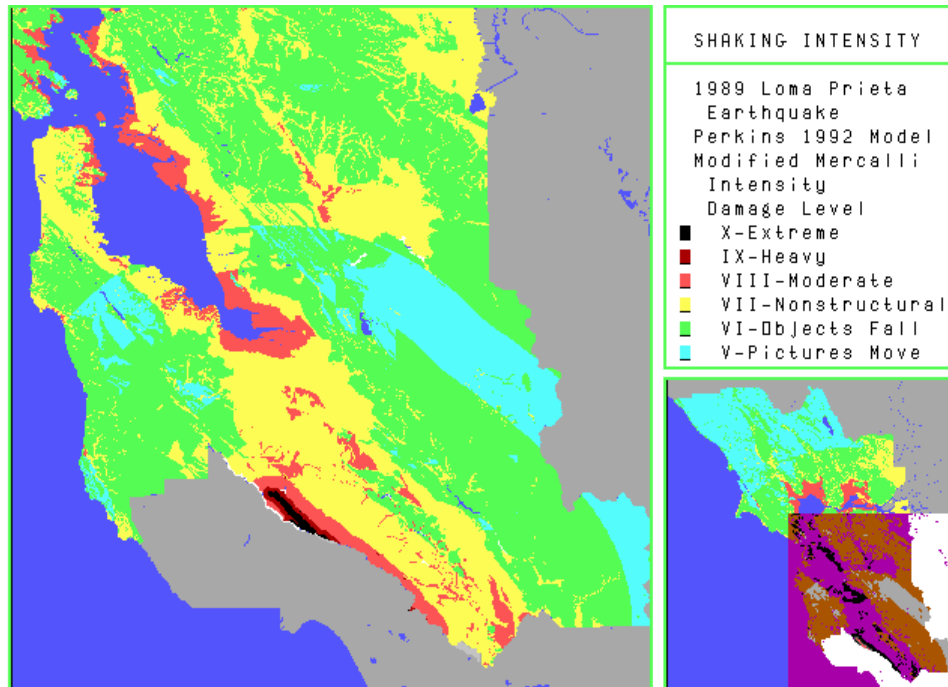 SHAKING INTENSITY
1989 Loma Prieta
Earthquake
Perkins 1992 Model
Modified Mercalli
Intensity
Damage Level
X-Extreme
IX-Heavy
VIII-Moderate
VII-Nonstructural
VI-Objects Fall
V-Pictures Move